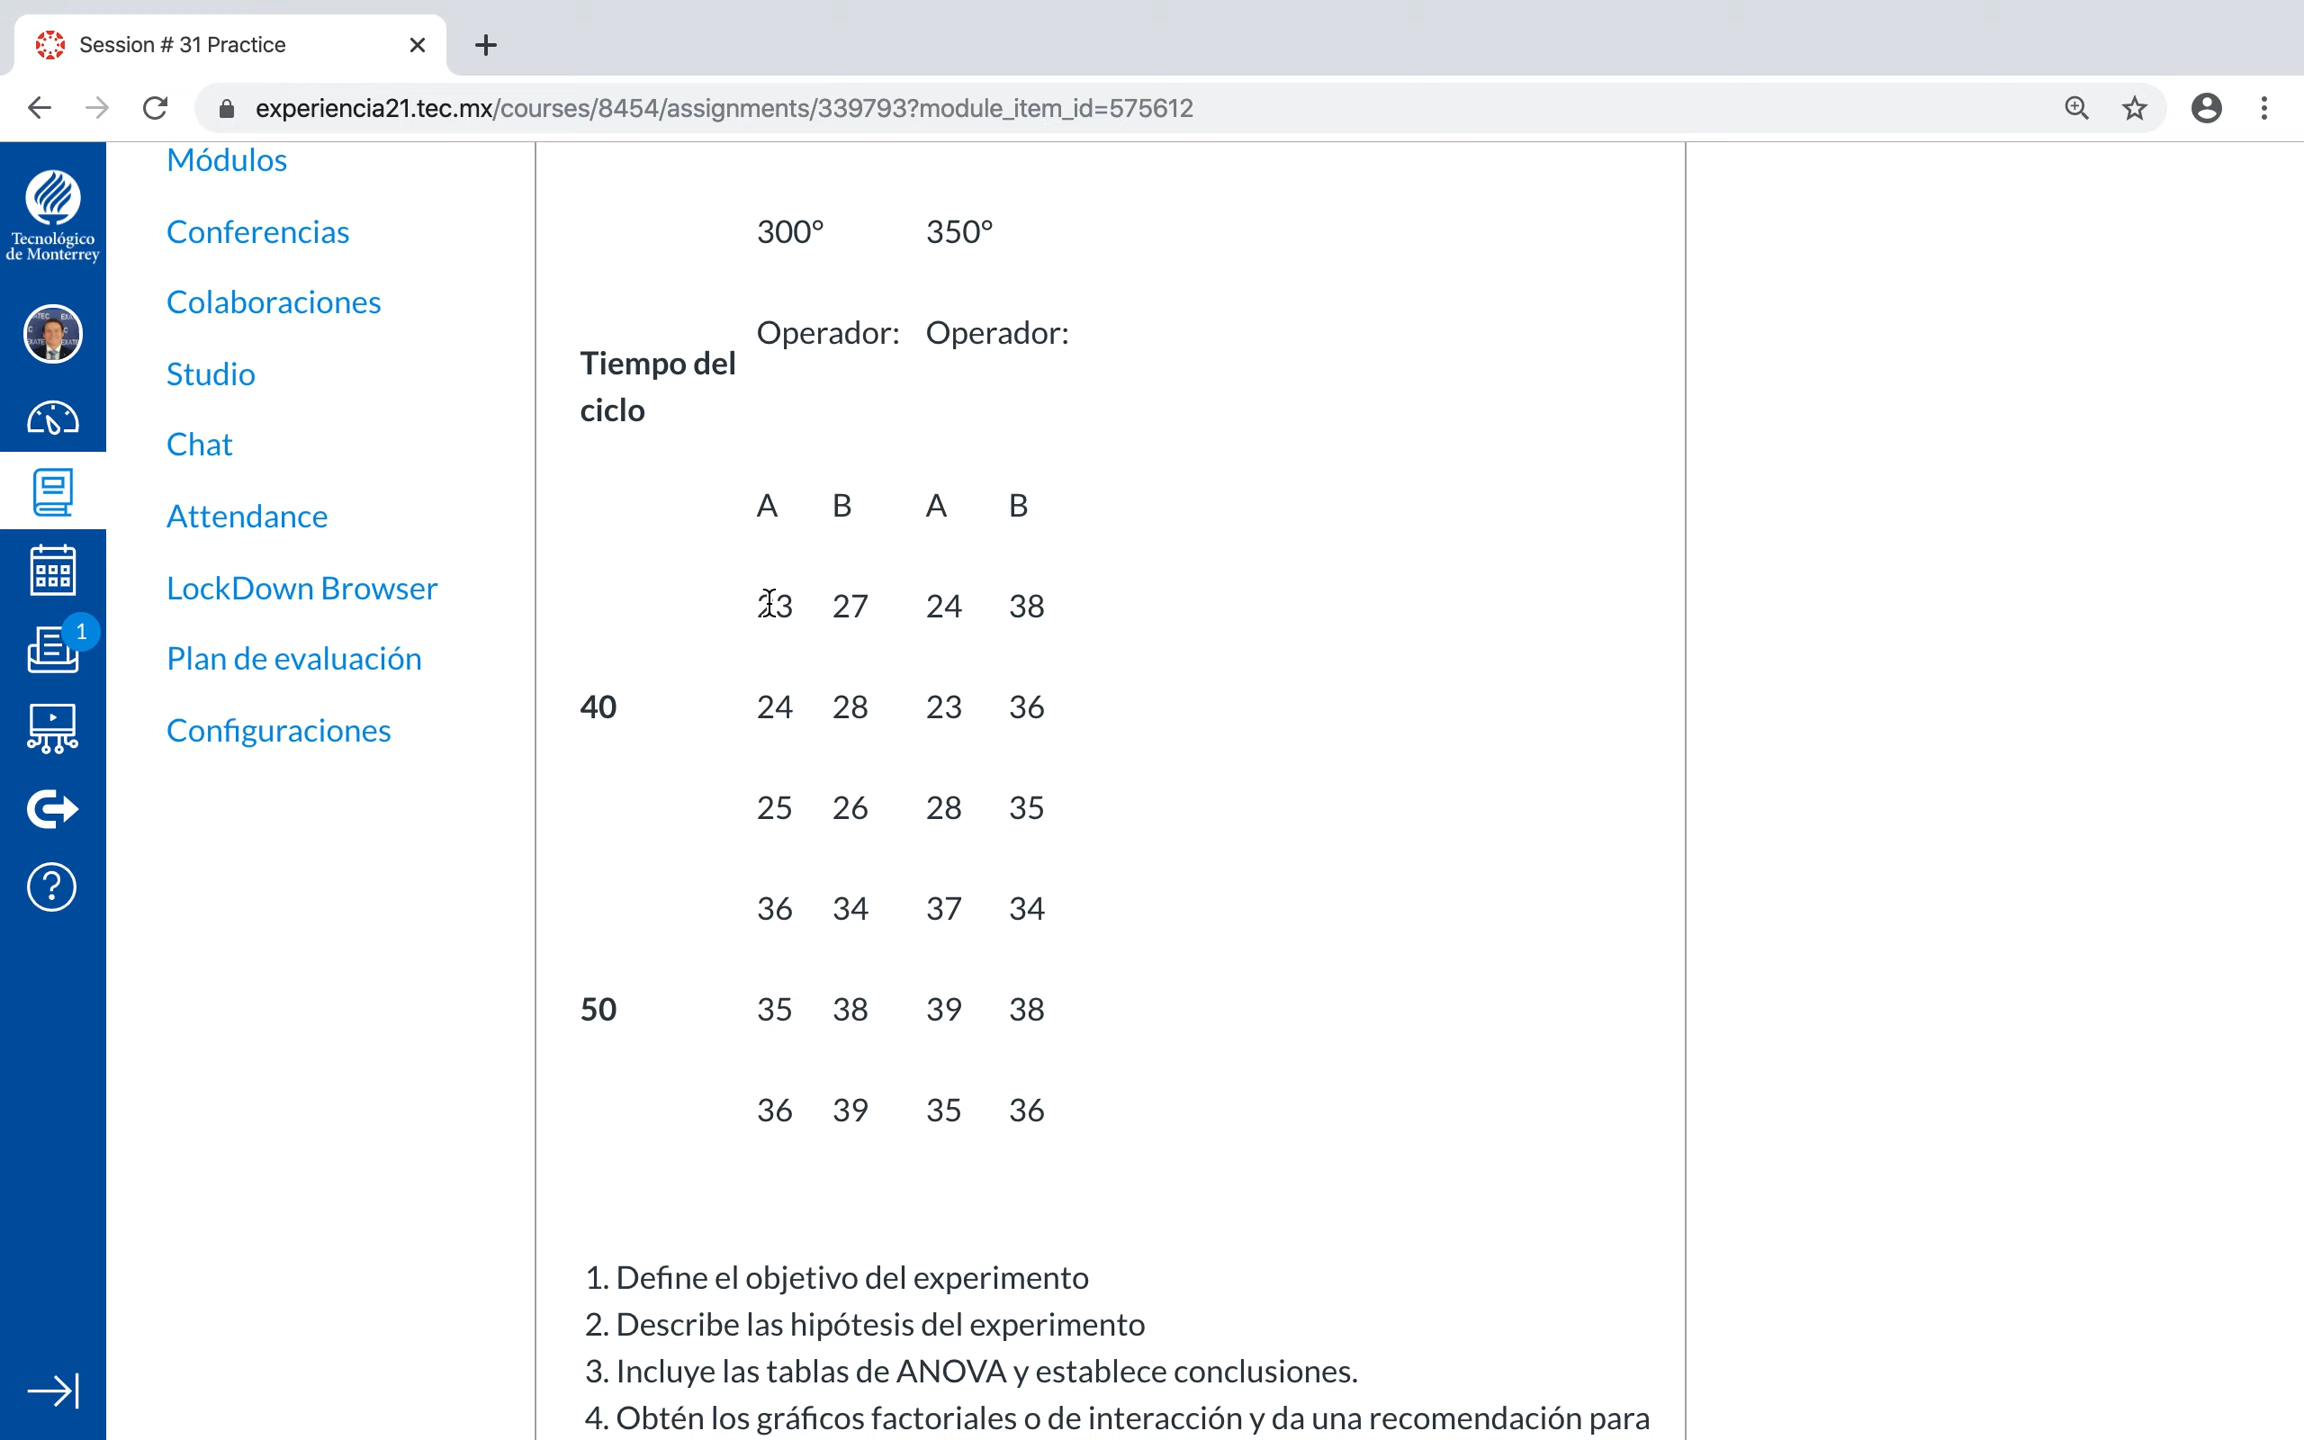 Session # 31 Practice
experiencia21.tec.mx/courses/8454/assignments/339793?module_item_id=575612
Tecnológico
de Monterrey
1
Módulos
Conferencias
Colaboraciones
Studio
Chat
Attendance
LockDown Browser
Plan de evaluación
Configuraciones
300° 350°
Operador: Operador:
Tiempo del
ciclo
A B A B
23 27 24 38
40 24 28 23 36
25 26 28 35
36 34 37 34
50 35 38 39 38
36 39 35 36
1. Define el objetivo del experimento
2. Describe las hipótesis del experimento
3. Incluye las tablas de ANOVA y establece conclusiones.
4. Obtén los gráficos factoriales o de interacción y da una recomendación para